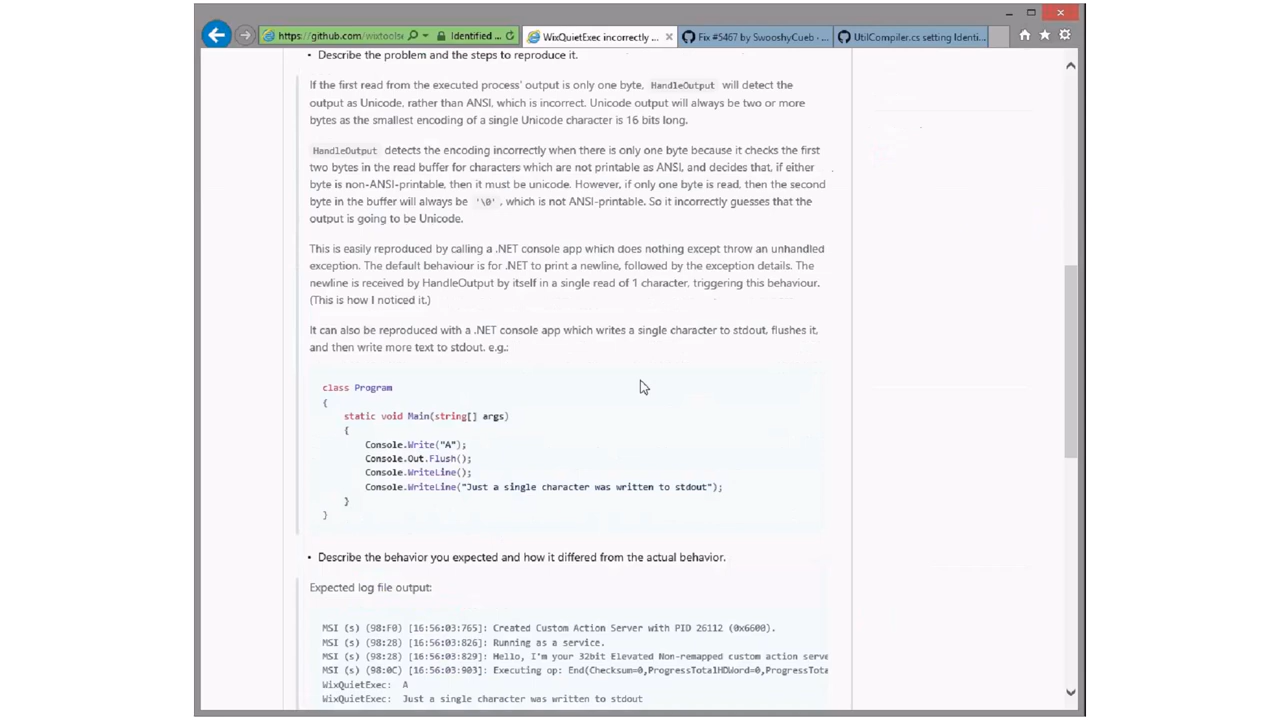 https://github.com/wixtoolse
Identified ...
WixQuietExec incorrectly ...
Fix #5467 by SwooshyCueb · ...
UtilCompiler.cs setting Identi...
• Describe the problem and the steps to reproduce it.
If the first read from the executed process' output is only one byte, HandleOutput will detect the
output as Unicode, rather than ANSI, which is incorrect. Unicode output will always be two or more
bytes as the smallest encoding of a single Unicode character is 16 bits long.
HandleOutput detects the encoding incorrectly when there is only one byte because it checks the first
two bytes in the read buffer for characters which are not printable as ANSI, and decides that, if either
byte is non-ANSI-printable, then it must be unicode. However, if only one byte is read, then the second
byte in the buffer will always be '\0', which is not ANSI-printable. So it incorrectly guesses that the
output is going to be Unicode.
This is easily reproduced by calling a .NET console app which does nothing except throw an unhandled
exception. The default behaviour is for .NET to print a newline, followed by the exception details. The
newline is received by HandleOutput by itself in a single read of 1 character, triggering this behaviour.
(This is how I noticed it.)
It can also be reproduced with a .NET console app which writes a single character to stdout, flushes it,
and then write more text to stdout. e.g.:
class Program
{
static void Main(string[] args)
{
Console.Write("A");
Console.Out.Flush();
Console.WriteLine();
Console.WriteLine("Just a single character was written to stdout");
}
}
• Describe the behavior you expected and how it differed from the actual behavior.
Expected log file output:
MSI (s) (98:F0) [16:56:03:765]: Created Custom Action Server with PID 26112 (0x6600).
MSI (s) (98:28) [16:56:03:826]: Running as a service.
MSI (s) (98:28) [16:56:03:829]: Hello, I'm your 32bit Elevated Non-remapped custom action serve
MSI (s) (98:0C) [16:56:03:903]: Executing op: End(Checksum=0,ProgressTotalHDWord=0,ProgressTota
WixQuietExec: A
WixQuietExec: Just a single character was written to stdout